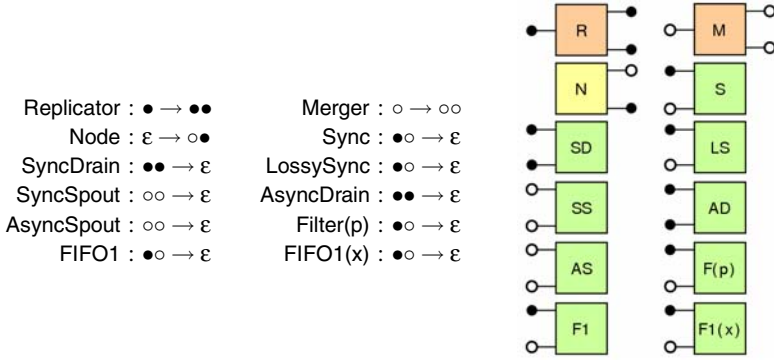 Replicator : ● → ●● Merger : ○ → ○○
Node : ε → ○● Sync : ●○ → ε
SyncDrain : ●● → ε LossySync : ●○ → ε
SyncSpout : ○○ → ε AsyncDrain : ●● → ε
AsyncSpout : ○○ → ε Filter(p) : ●○ → ε
FIFO1 : ●○ → ε FIFO1(x) : ●○ → ε
R M
N S
SD LS
SS AD
AS F(p)
F1 F1(x)